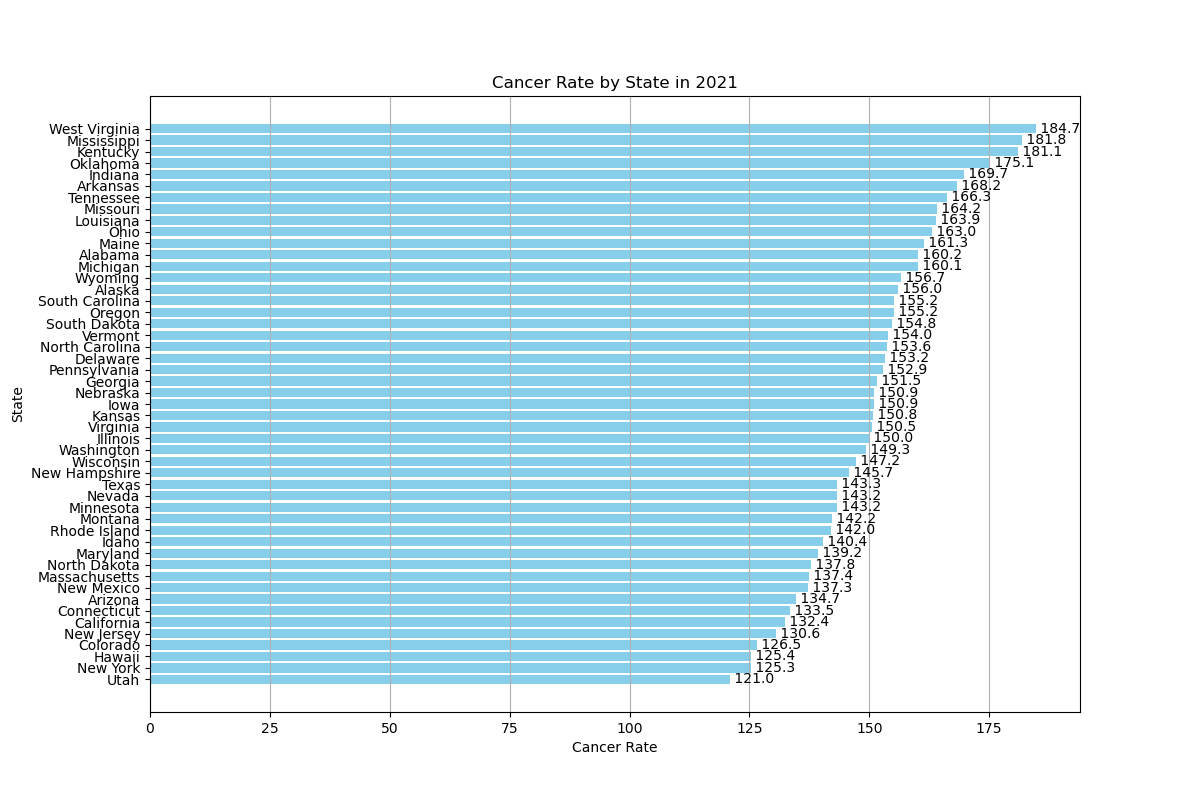 Cancer Rate by State in 2021
West Virginia 184.7
Mississippi 181.8
Kentucky 181.1
Oklahoma 175.1
Indiana 169.7
Arkansas 168.2
Tennessee 166.3
Missouri 164.2
Louisiana 163.9
Ohio 163.0
Maine 161.3
Alabama 160.2
Michigan 160.1
Wyoming 156.7
Alaska 156.0
South Carolina 155.2
Oregon 155.2
South Dakota 154.8
Vermont 154.0
North Carolina 153.6
Delaware 153.2
Pennsylvania 152.9
Georgia 151.5
Nebraska 150.9
Iowa 150.9
Kansas 150.8
Virginia 150.5
Illinois 150.0
Washington 149.3
Wisconsin 147.2
New Hampshire 145.7
Texas 143.3
Nevada 143.2
Minnesota 143.2
Montana 142.2
Rhode Island 142.0
Idaho 140.4
Maryland 139.2
North Dakota 137.8
Massachusetts 137.4
New Mexico 137.3
Arizona 134.7
Connecticut 133.5
California 132.4
New Jersey 130.6
Colorado 126.5
Hawaii 125.4
New York 125.3
Utah 121.0
State
0 25 50 75 100 125 150 175
Cancer Rate